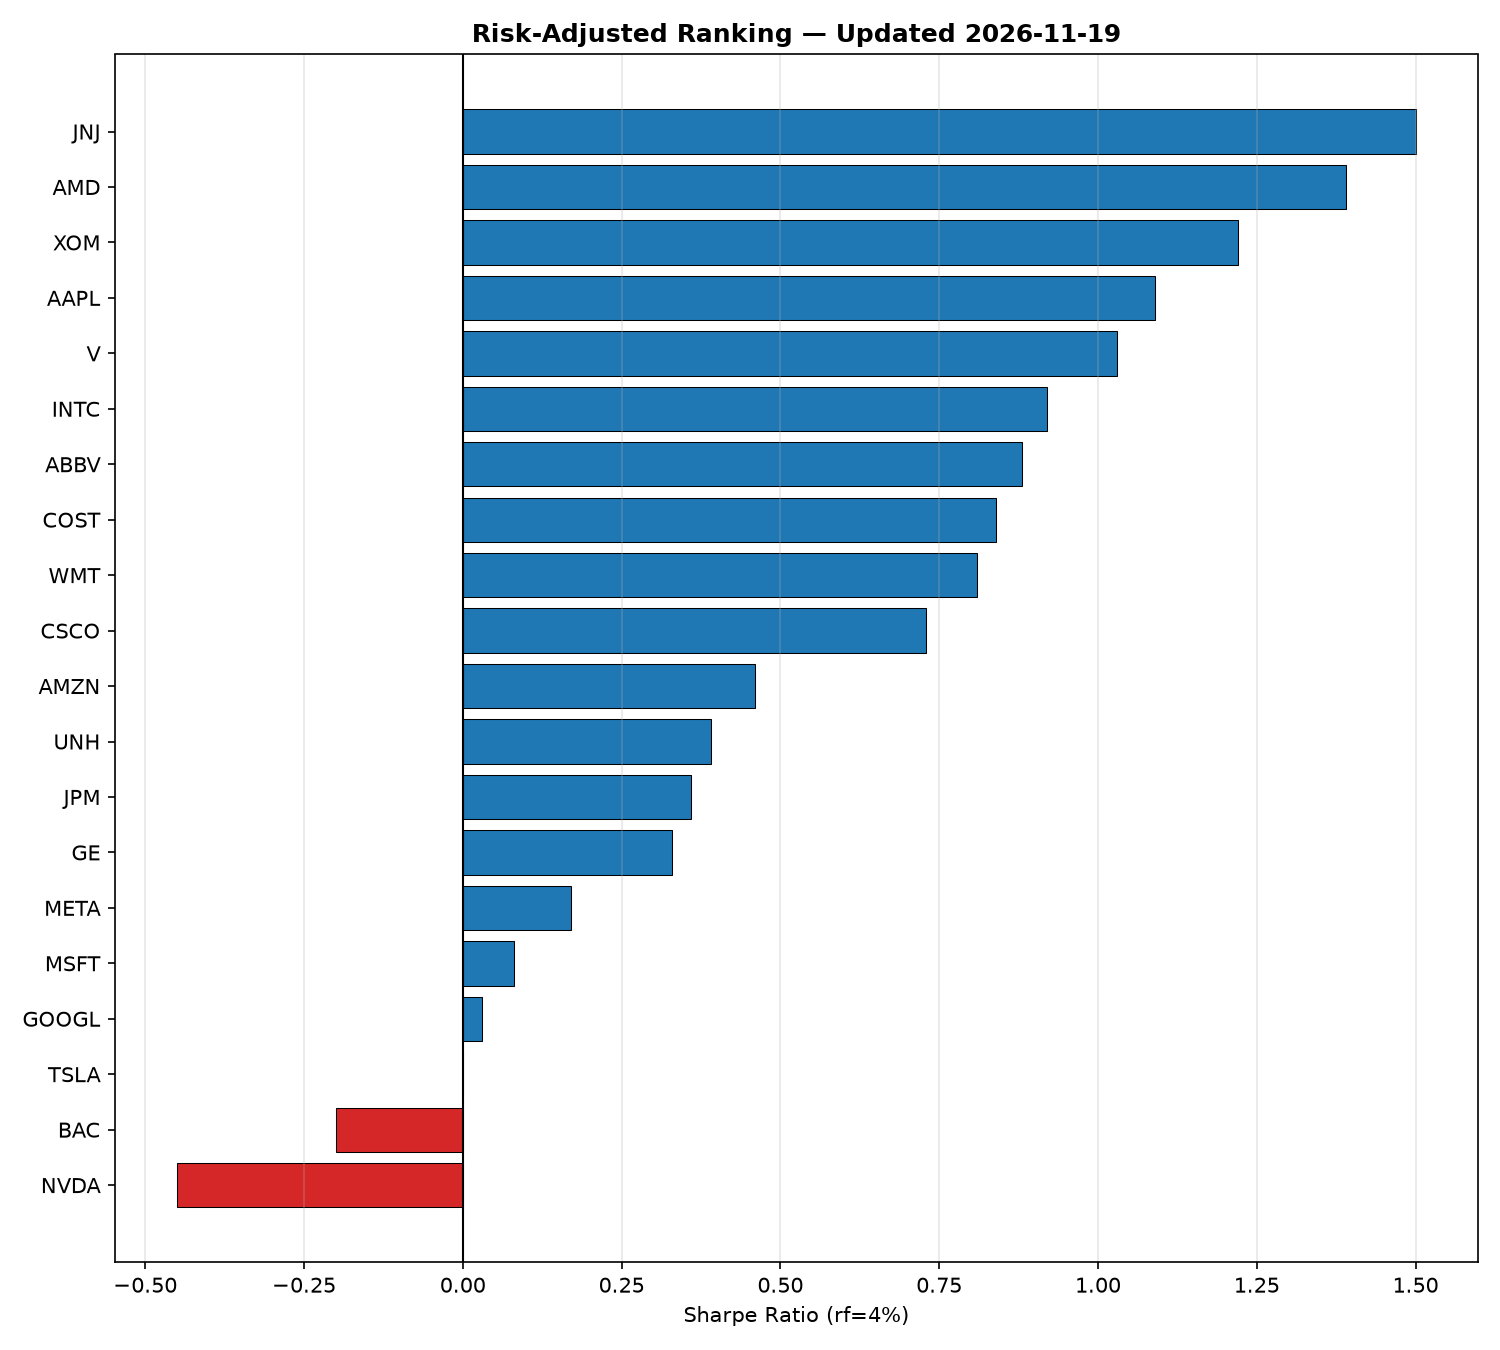 Risk-Adjusted Ranking — Updated 2026-11-19
JNJ
AMD
XOM
AAPL
V
INTC
ABBV
COST
WMT
CSCO
AMZN
UNH
JPM
GE
META
MSFT
GOOGL
TSLA
BAC
NVDA
−0.50 −0.25 0.00 0.25 0.50 0.75 1.00 1.25 1.50
Sharpe Ratio (rf=4%)